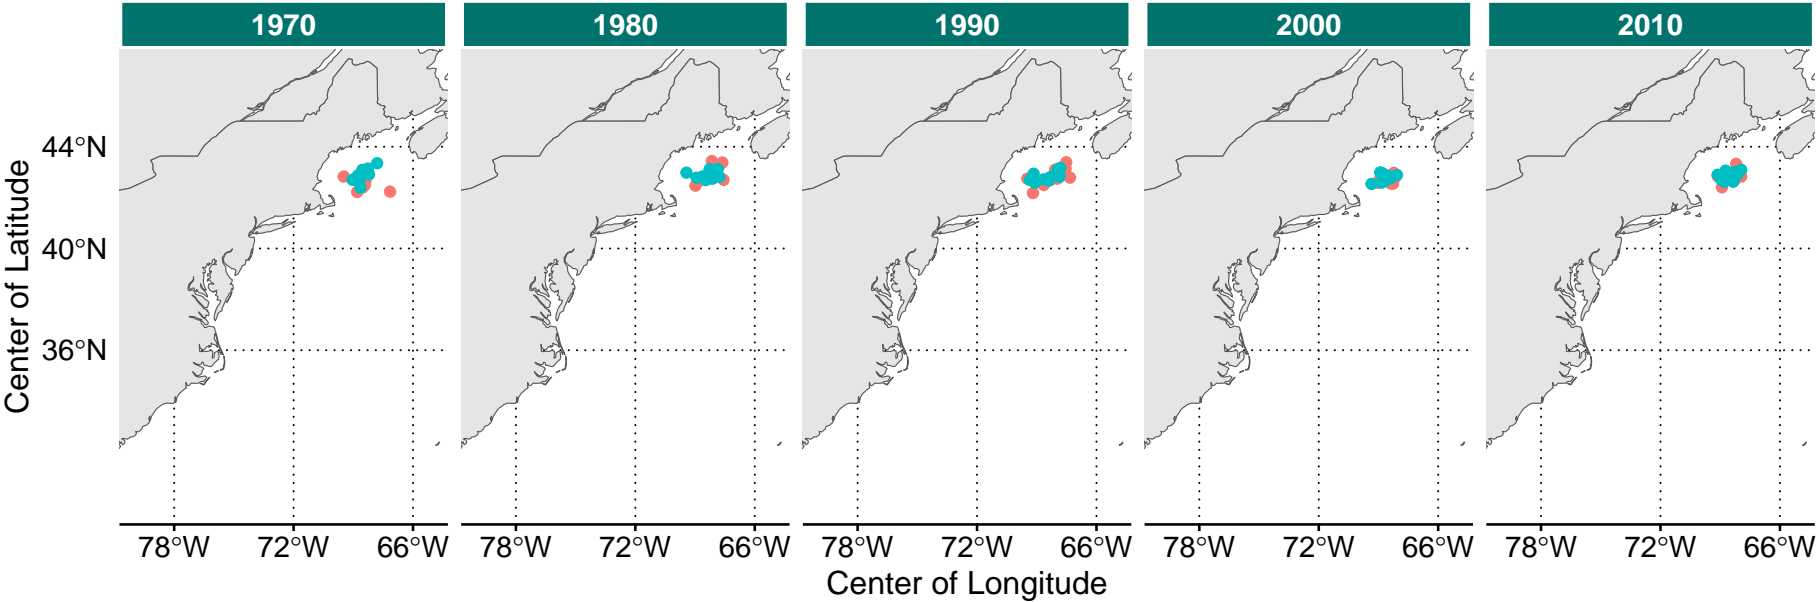 1970 1980 1990 2000 2010
Center of Latitude
44°N
40°N
36°N
78°W 72°W 66°W 78°W 72°W 66°W 78°W 72°W 66°W 78°W 72°W 66°W 78°W 72°W 66°W
Center of Longitude